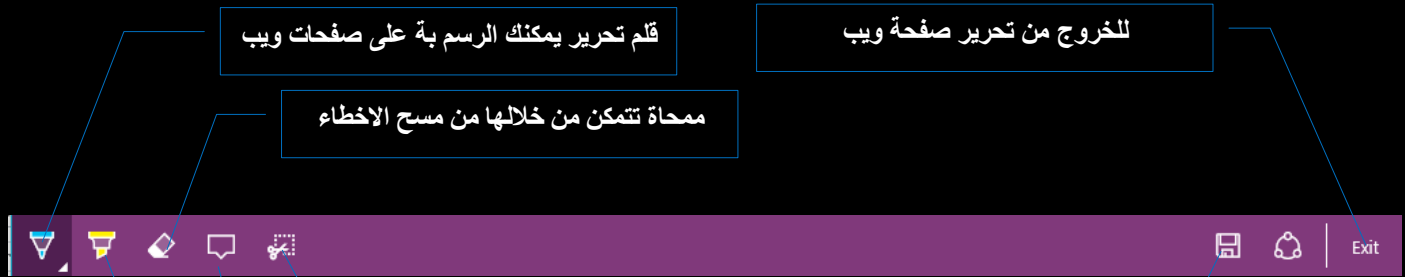 للخروج من تحرير صفحة ويب
قلم تحرير يمكنك الرسم بة على صفحات ويب
ممحاة تتمكن من خلالها من مسح الاخطاء
Exit